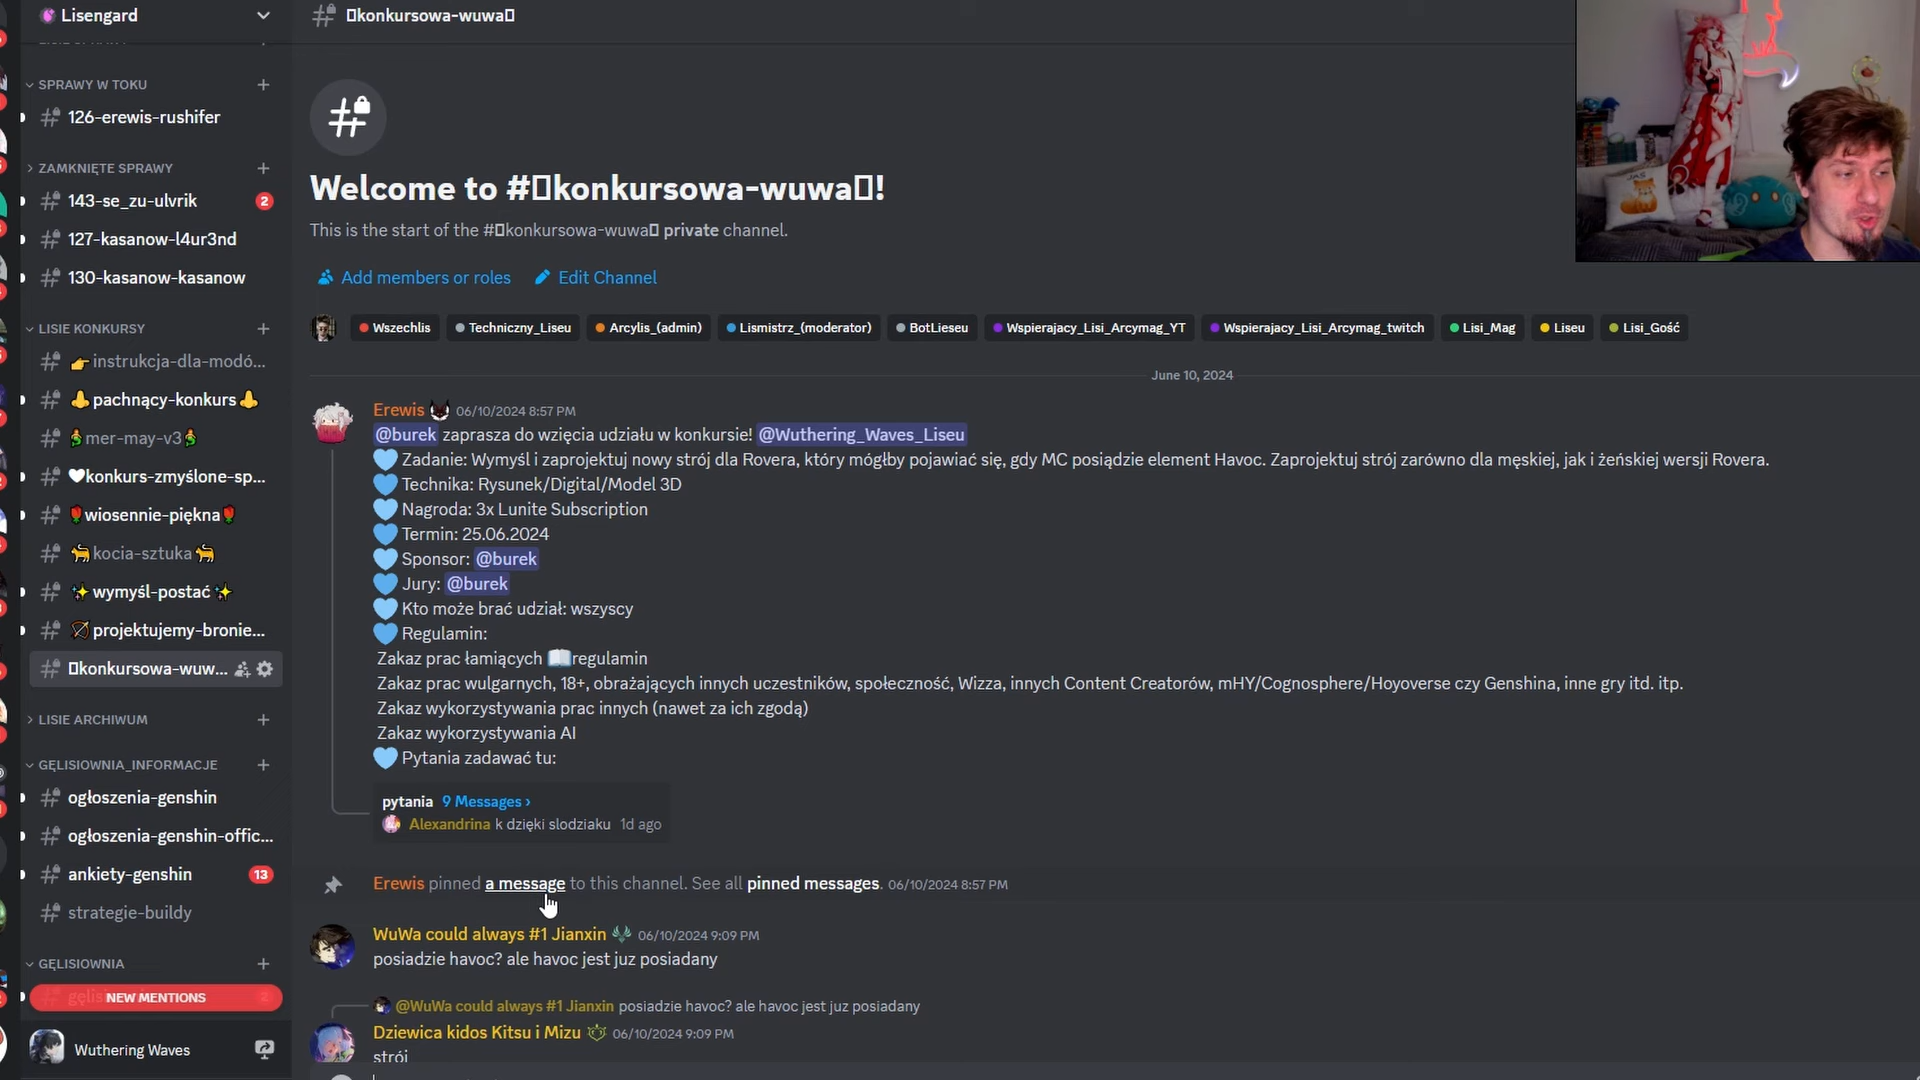 Lisengard
SPRAWY W TOKU
126-erewis-rushifer
ZAMKNIĘTE SPRAWY
143-se_zu-ulvrik 2
127-kasanow-l4ur3nd
130-kasanow-kasanow
LISIE KONKURSY
👉instrukcja-dla-modó...
👃pachnący-konkurs👃
🧜mer-may-v3🧜
🤍konkurs-zmyślone-sp...
🌹wiosennie-piękna🌹
🐈kocia-sztuka🐈
✨wymyśl-postać✨
🏹projektujemy-bronie...
konkursowa-wuw...
LISIE ARCHIWUM
GĘLISIOWNIA_INFORMACJE
ogłoszenia-genshin
ogłoszenia-genshin-offic...
ankiety-genshin 13
strategie-buildy
GĘLISIOWNIA
NEW MENTIONS
Wuthering Waves
konkursowa-wuwa
Welcome to #konkursowa-wuwa!
This is the start of the #konkursowa-wuwa private channel.
Add members or roles Edit Channel
Wszechlis Techniczny_Liseu Arcylis_(admin) Lismistrz_(moderator) BotLieseu Wspierajacy_Lisi_Arcymag_YT Wspierajacy_Lisi_Arcymag_twitch Lisi_Mag Liseu Lisi_Gość
June 10, 2024
Erewis 06/10/2024 8:57 PM
@burek zaprasza do wzięcia udziału w konkursie! @Wuthering_Waves_Liseu
🩵 Zadanie: Wymyśl i zaprojektuj nowy strój dla Rovera, który mógłby pojawiać się, gdy MC posiądzie element Havoc. Zaprojektuj strój zarówno dla męskiej, jak i żeńskiej wersji Rovera.
💙 Technika: Rysunek/Digital/Model 3D
🩵 Nagroda: 3x Lunite Subscription
💙 Termin: 25.06.2024
🩵 Sponsor: @burek
💙 Jury: @burek
🩵 Kto może brać udział: wszyscy
💙 Regulamin:
Zakaz prac łamiących 📖regulamin
Zakaz prac wulgarnych, 18+, obrażających innych uczestników, społeczność, Wizza, innych Content Creatorów, mHY/Cognosphere/Hoyoverse czy Genshina, inne gry itd. itp.
Zakaz wykorzystywania prac innych (nawet za ich zgodą)
Zakaz wykorzystywania AI
🩵 Pytania zadawać tu:
pytania 9 Messages ›
Alexandrina k dzięki slodziaku 1d ago
Erewis pinned a message to this channel. See all pinned messages. 06/10/2024 8:57 PM
WuWa could always #1 Jianxin 06/10/2024 9:09 PM
posiadzie havoc? ale havoc jest juz posiadany
@WuWa could always #1 Jianxin posiadzie havoc? ale havoc jest juz posiadany
Dziewica kidos Kitsu i Mizu 06/10/2024 9:09 PM
strój